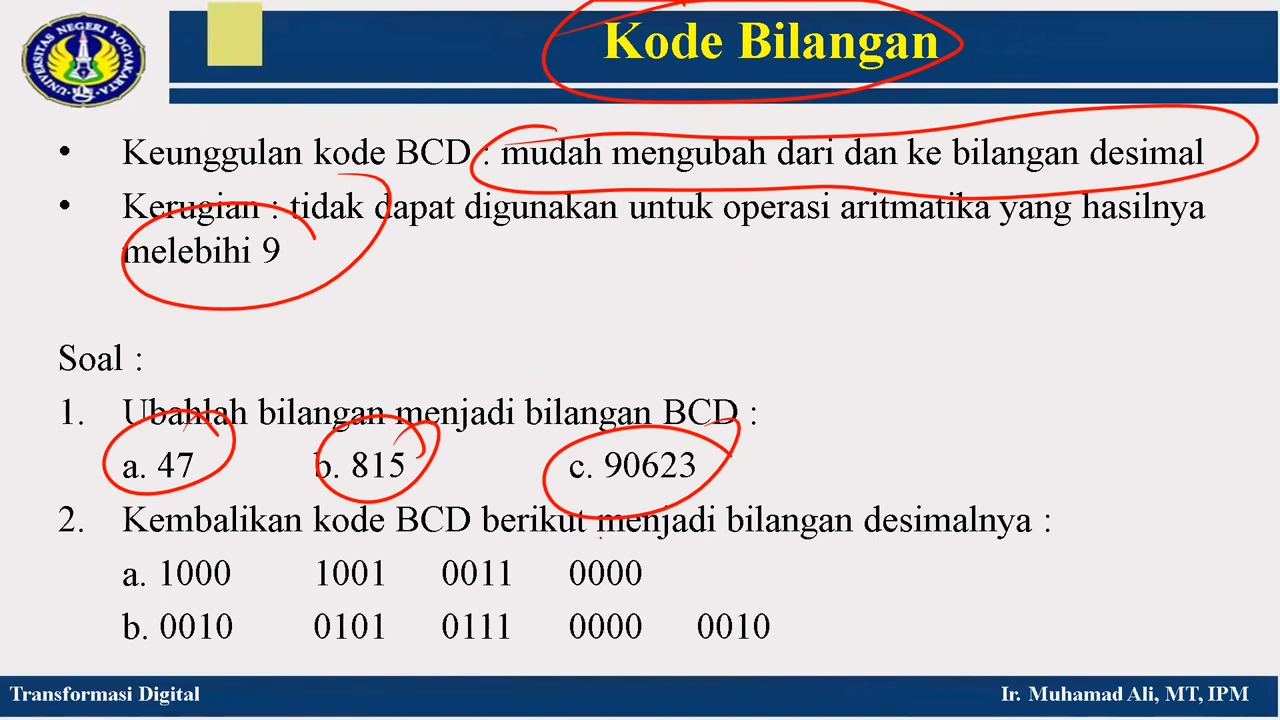 UNIVERSITAS NEGERI YOGYAKARTA
Kode Bilangan
• Keunggulan kode BCD : mudah mengubah dari dan ke bilangan desimal
• Kerugian : tidak dapat digunakan untuk operasi aritmatika yang hasilnya
melebihi 9
Soal :
1. Ubahlah bilangan menjadi bilangan BCD :
a. 47 b. 815 c. 90623
2. Kembalikan kode BCD berikut menjadi bilangan desimalnya :
a. 1000 1001 0011 0000
b. 0010 0101 0111 0000 0010
Transformasi Digital Ir. Muhamad Ali, MT, IPM